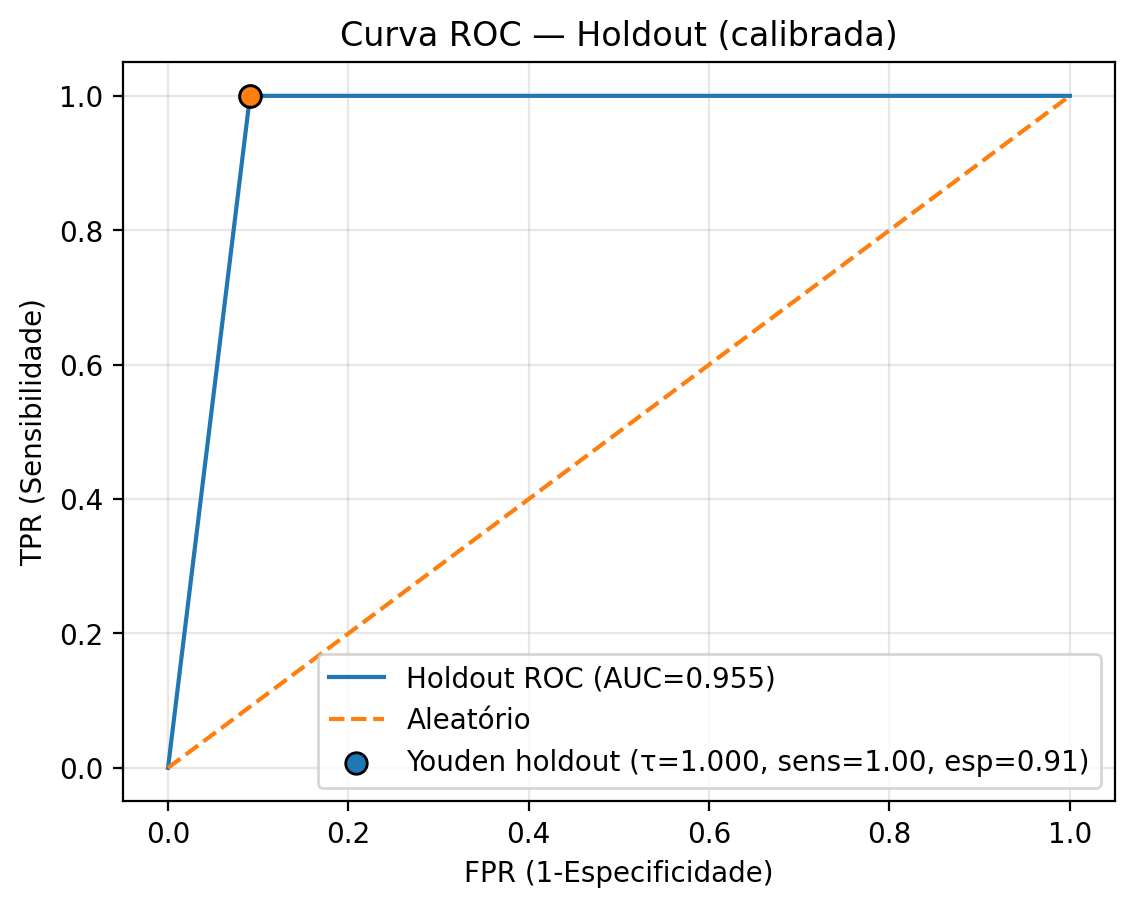 Curva ROC — Holdout (calibrada)
TPR (Sensibilidade)
1.0
0.8
0.6
0.4
0.2
0.0
Holdout ROC (AUC=0.955)
Aleatório
Youden holdout (τ=1.000, sens=1.00, esp=0.91)
0.0 0.2 0.4 0.6 0.8 1.0
FPR (1-Especificidade)